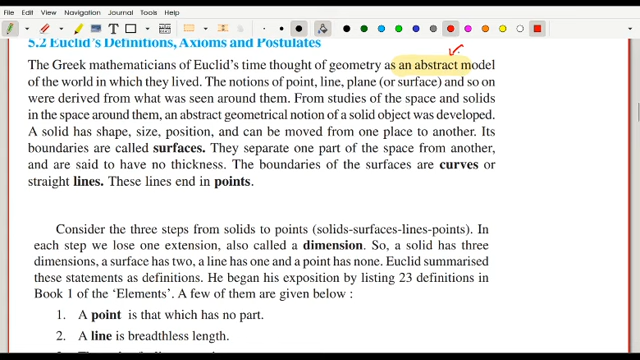 File Edit View Navigation Journal Tools Help
5.2 Euclid's Definitions, Axioms and Postulates
The Greek mathematicians of Euclid's time thought of geometry as an abstract model
of the world in which they lived. The notions of point, line, plane (or surface) and so on
were derived from what was seen around them. From studies of the space and solids
in the space around them, an abstract geometrical notion of a solid object was developed.
A solid has shape, size, position, and can be moved from one place to another. Its
boundaries are called surfaces. They separate one part of the space from another,
and are said to have no thickness. The boundaries of the surfaces are curves or
straight lines. These lines end in points.
Consider the three steps from solids to points (solids-surfaces-lines-points). In
each step we lose one extension, also called a dimension. So, a solid has three
dimensions, a surface has two, a line has one and a point has none. Euclid summarised
these statements as definitions. He began his exposition by listing 23 definitions in
Book 1 of the ‘Elements’. A few of them are given below :
1. A point is that which has no part.
2. A line is breadthless length.